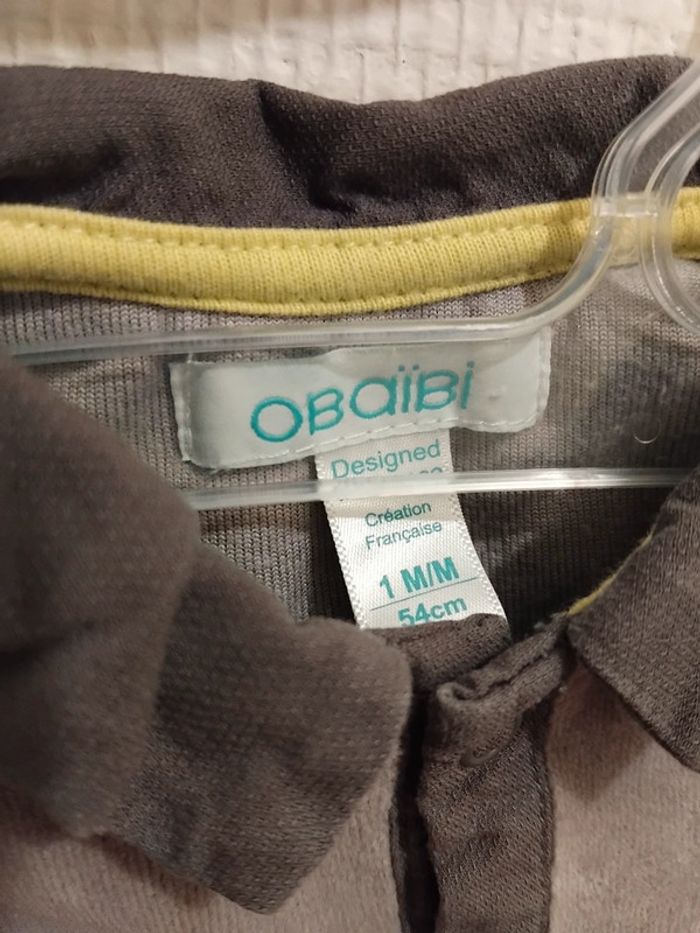 OBaïBi
Designed
Création
Française
1 M/M
54cm